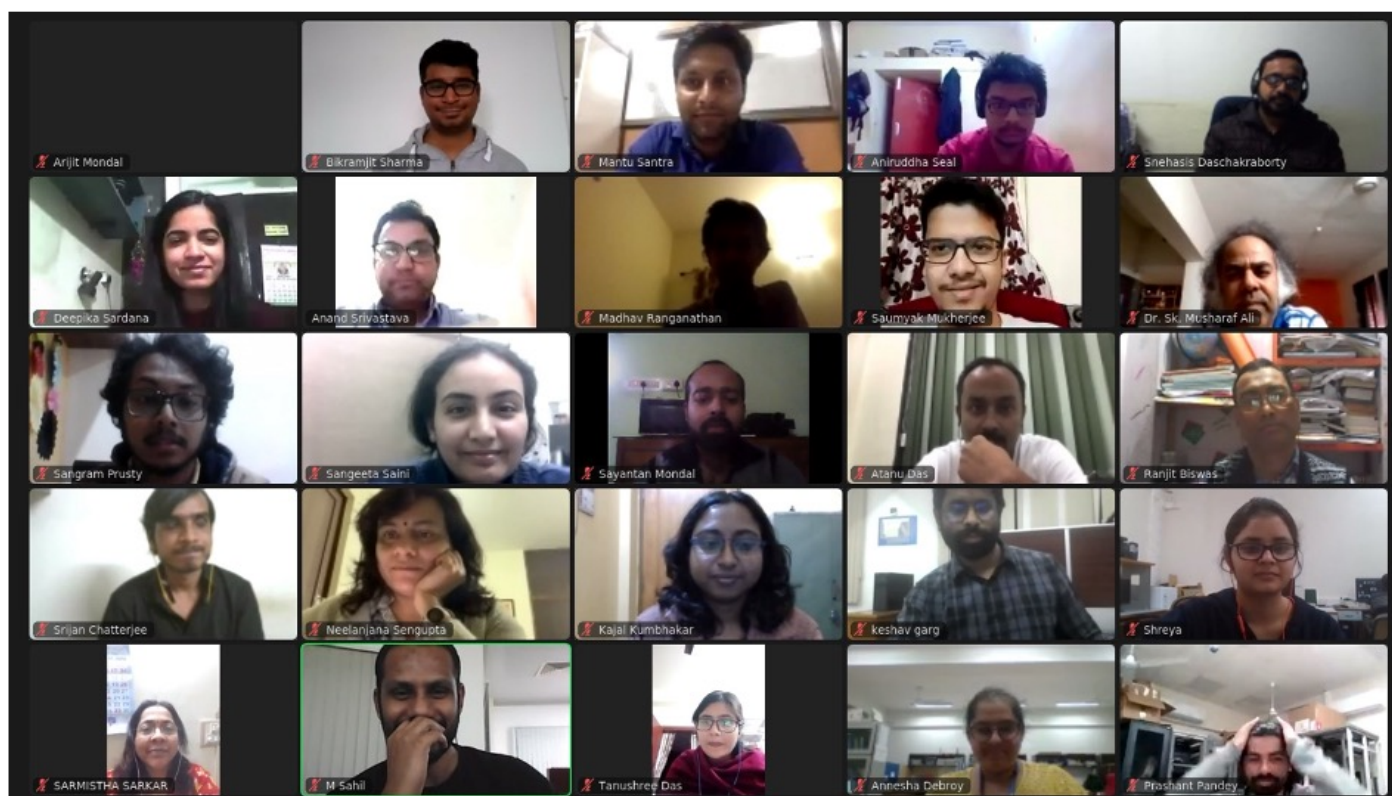 Arijit Mondal
Bikramjit Sharma
Mantu Santra
Aniruddha Seal
Snehasis Daschakraborty
Deepika Sardana
Anand Srivastava
Madhav Ranganathan
Saumyak Mukherjee
Dr. Sk. Musharaf Ali
Sangram Prusty
Sangeeta Saini
Sayantan Mondal
Atanu Das
Ranjit Biswas
Srijan Chatterjee
Neelanjana Sengupta
Kajal Kumbhakar
keshav garg
Shreya
SARMISTHA SARKAR
M Sahil
Tanushree Das
Annesha Debroy
Prashant Pandey